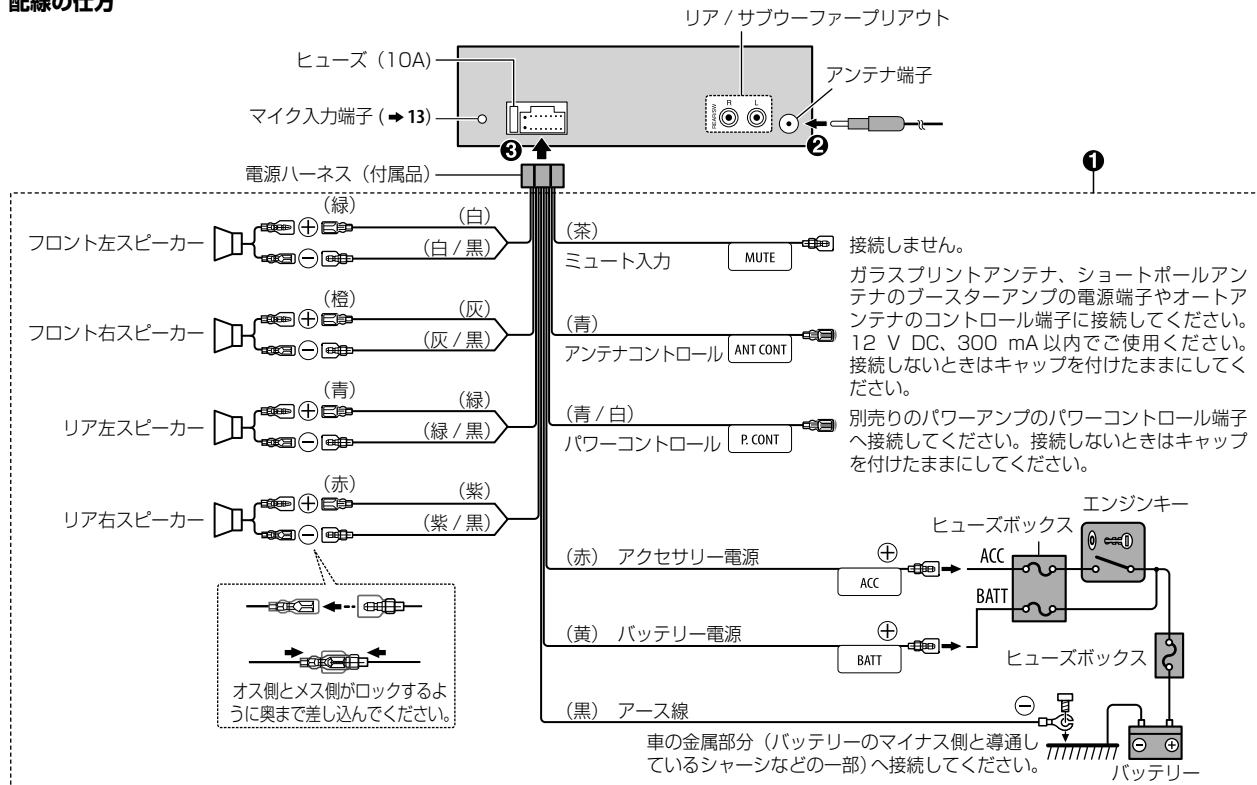 配線の仕方
リア / サブウーファープリアウト
ヒューズ（10A）
アンテナ端子
マイク入力端子 (➜ 13)
REAR/SW
R
L
❸
❷
❶
電源ハーネス（付属品）
フロント左スピーカー
（緑）
⊕
⊖
（白）
（白 / 黒）
フロント右スピーカー
（橙）
⊕
⊖
（灰）
（灰 / 黒）
リア左スピーカー
（青）
⊕
⊖
（緑）
（緑 / 黒）
リア右スピーカー
（赤）
⊕
⊖
（紫）
（紫 / 黒）
オス側とメス側がロックするよ
うに奥まで差し込んでください。
（茶）
ミュート入力
MUTE
接続しません。
（青）
アンテナコントロール
ANT CONT
ガラスプリントアンテナ、ショートポールアン
テナのブースターアンプの電源端子やオートア
ンテナのコントロール端子に接続してください。
12 V DC、300 mA 以内でご使用ください。
接続しないときはキャップを付けたままにしてく
ださい。
（青 / 白）
パワーコントロール
P. CONT
別売りのパワーアンプのパワーコントロール端子
へ接続してください。接続しないときはキャップ
を付けたままにしてください。
（赤） アクセサリー電源
⊕
ACC
ACC
ヒューズボックス
エンジンキー
（黄） バッテリー電源
⊕
BATT
BATT
ヒューズボックス
（黒） アース線
⊖
車の金属部分（バッテリーのマイナス側と導通し
ているシャーシなどの一部）へ接続してください。
⊖ ⊕
バッテリー